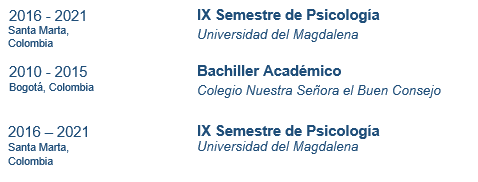 2016 - 2021 IX Semestre de Psicología
Santa Marta, Universidad del Magdalena
Colombia
2010 - 2015 Bachiller Académico
Bogotá, Colombia Colegio Nuestra Señora el Buen Consejo
2016 – 2021 IX Semestre de Psicología
Santa Marta, Universidad del Magdalena
Colombia